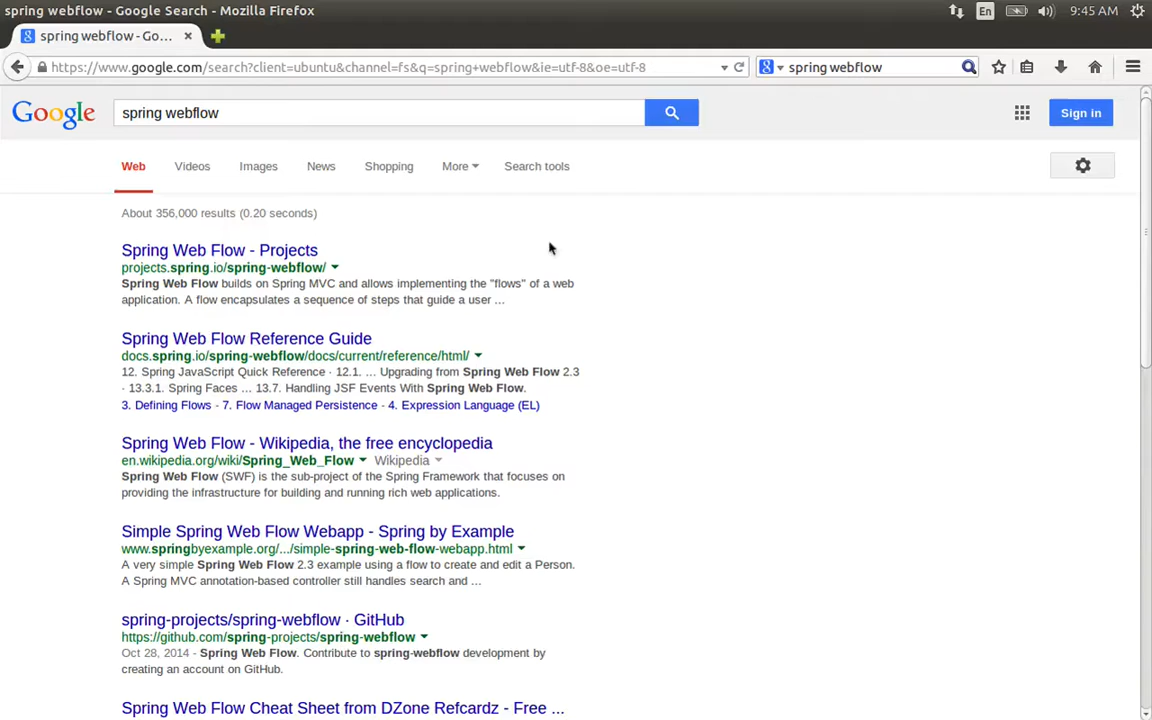 spring webflow - Google Search - Mozilla Firefox
En
9:45 AM
spring webflow - Go...
https://www.google.com/search?client=ubuntu&channel=fs&q=spring+webflow&ie=utf-8&oe=utf-8
spring webflow
Google
spring webflow
Sign in
Web Videos Images News Shopping More Search tools
About 356,000 results (0.20 seconds)
Spring Web Flow - Projects
projects.spring.io/spring-webflow/
Spring Web Flow builds on Spring MVC and allows implementing the "flows" of a web
application. A flow encapsulates a sequence of steps that guide a user ...
Spring Web Flow Reference Guide
docs.spring.io/spring-webflow/docs/current/reference/html/
12. Spring JavaScript Quick Reference · 12.1. ... Upgrading from Spring Web Flow 2.3
· 13.3.1. Spring Faces ... 13.7. Handling JSF Events With Spring Web Flow.
3. Defining Flows - 7. Flow Managed Persistence - 4. Expression Language (EL)
Spring Web Flow - Wikipedia, the free encyclopedia
en.wikipedia.org/wiki/Spring_Web_Flow Wikipedia
Spring Web Flow (SWF) is the sub-project of the Spring Framework that focuses on
providing the infrastructure for building and running rich web applications.
Simple Spring Web Flow Webapp - Spring by Example
www.springbyexample.org/.../simple-spring-web-flow-webapp.html
A very simple Spring Web Flow 2.3 example using a flow to create and edit a Person.
A Spring MVC annotation-based controller still handles search and ...
spring-projects/spring-webflow · GitHub
https://github.com/spring-projects/spring-webflow
Oct 28, 2014 - Spring Web Flow. Contribute to spring-webflow development by
creating an account on GitHub.
Spring Web Flow Cheat Sheet from DZone Refcardz - Free ...